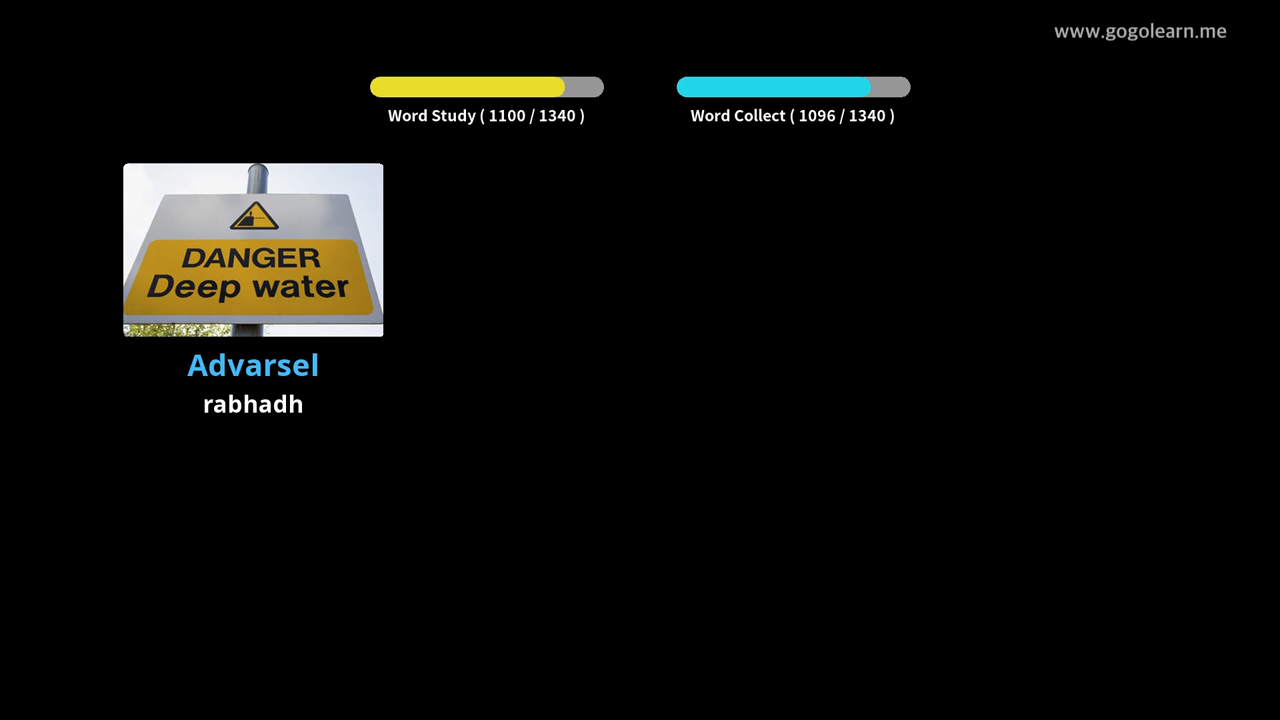 www.gogolearn.me
Word Study ( 1100 / 1340 )
Word Collect ( 1096 / 1340 )
DANGER
Deep water
Advarsel
rabhadh